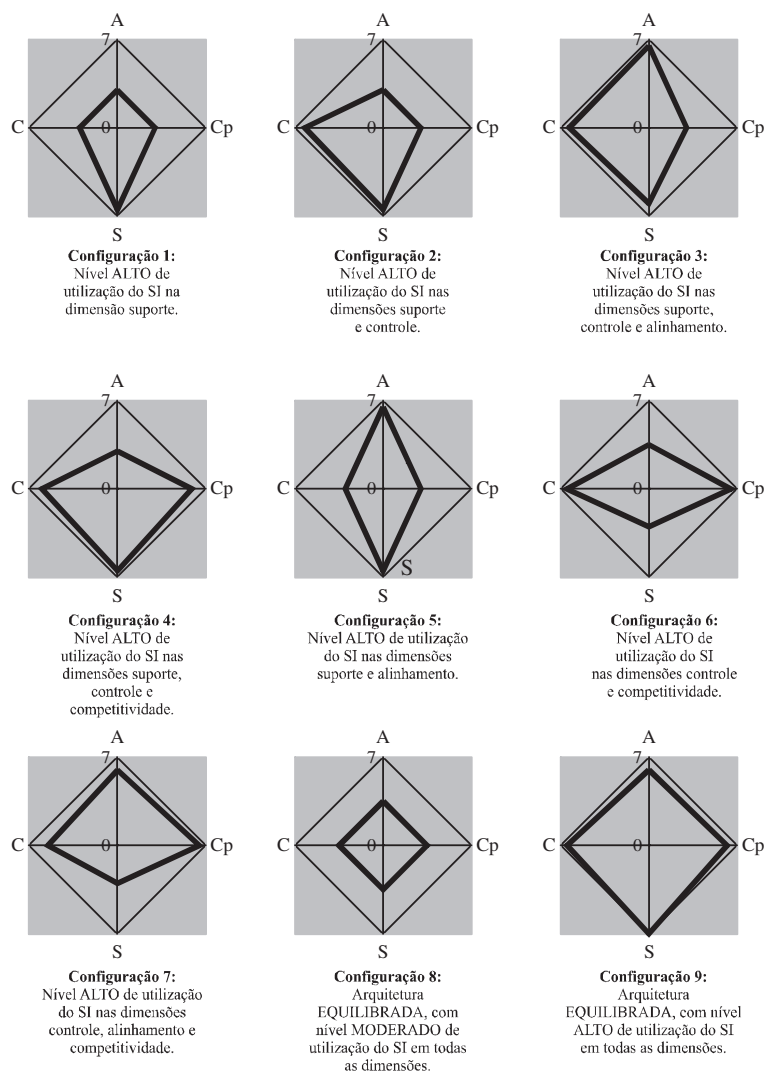 A
7
C
0
Cp
S
Configuração 1:
Nível ALTO de
utilização do SI na
dimensão suporte.
A
7
C
0
Cp
S
Configuração 2:
Nível ALTO de
utilização do SI nas
dimensões suporte
e controle.
A
7
C
0
Cp
S
Configuração 3:
Nível ALTO de
utilização do SI nas
dimensões suporte,
controle e alinhamento.
A
7
C
0
Cp
S
Configuração 4:
Nível ALTO de
utilização do SI nas
dimensões suporte,
controle e
competitividade.
A
7
C
0
Cp
S
S
Configuração 5:
Nível ALTO de utilização
do SI nas dimensões
suporte e alinhamento.
A
7
C
0
Cp
S
Configuração 6:
Nível ALTO de
utilização do SI
nas dimensões controle
e competitividade.
A
7
C
0
Cp
S
Configuração 7:
Nível ALTO de utilização
do SI nas dimensões
controle, alinhamento e
competitividade.
A
7
C
0
Cp
S
Configuração 8:
Arquitetura
EQUILIBRADA, com
nível MODERADO de
utilização do SI em todas
as dimensões.
A
7
C
0
Cp
S
Configuração 9:
Arquitetura
EQUILIBRADA, com nível
ALTO de utilização do SI
em todas as dimensões.